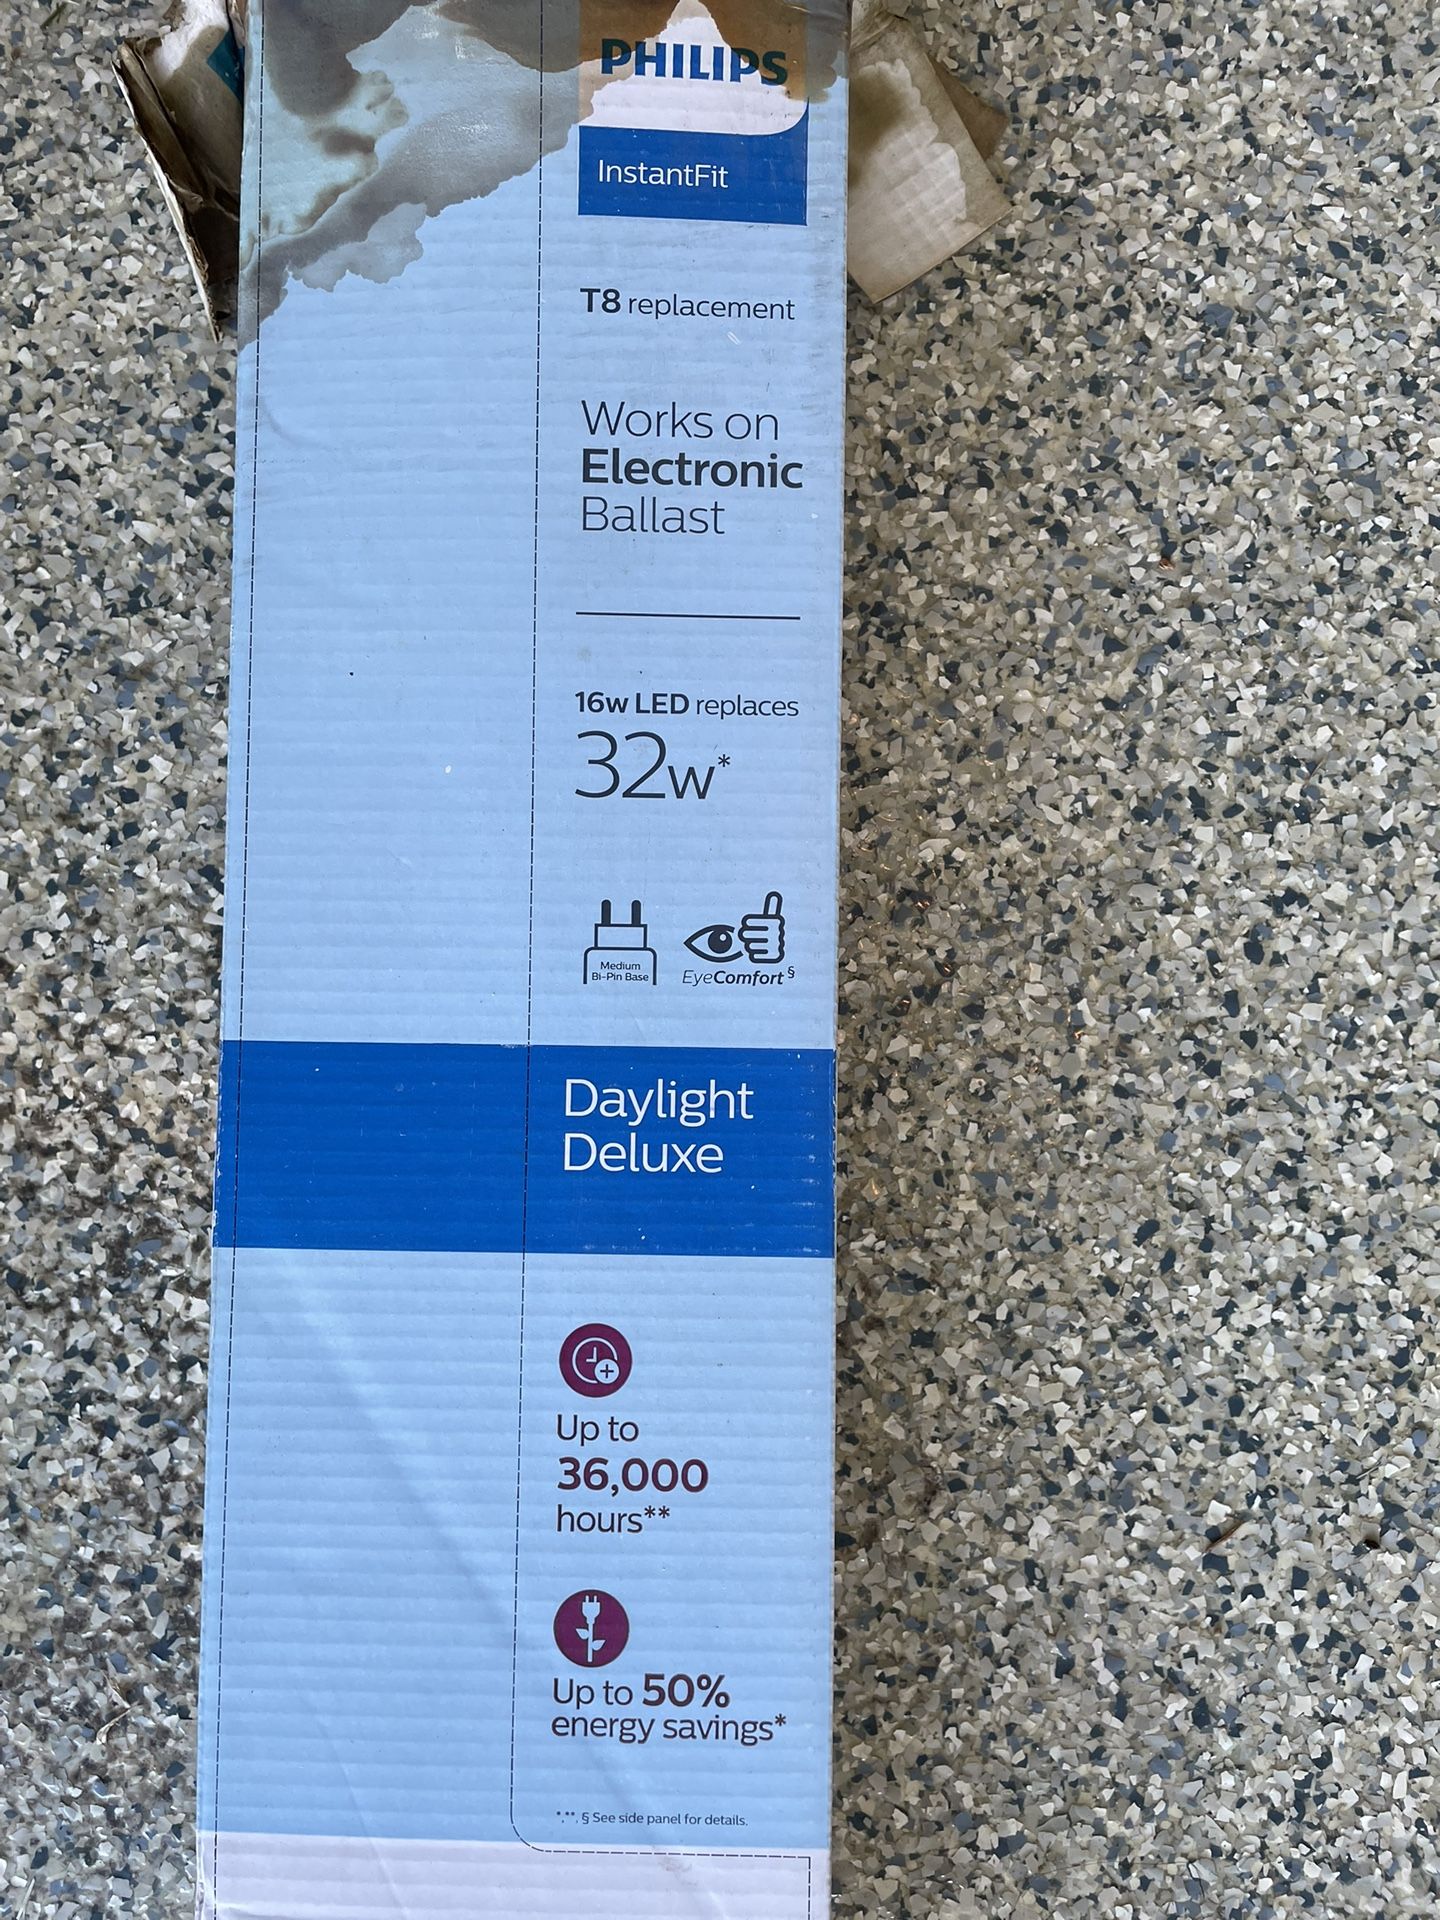 PHILIPS
InstantFit
T8 replacement
Works on
Electronic
Ballast
16w LED replaces
32w*
Medium
Bi-Pin Base
EyeComfort§
Daylight
Deluxe
Up to
36,000
hours**
Up to 50%
energy savings*
*,**, § See side panel for details.